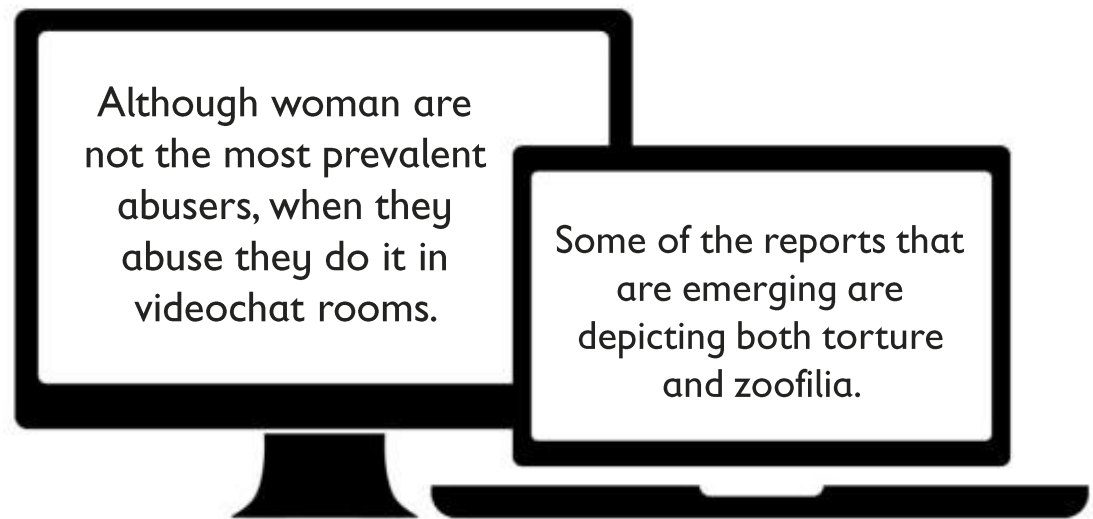 Although woman are
not the most prevalent
abusers, when they
abuse they do it in
videochat rooms.
Some of the reports that
are emerging are
depicting both torture
and zoofilia.